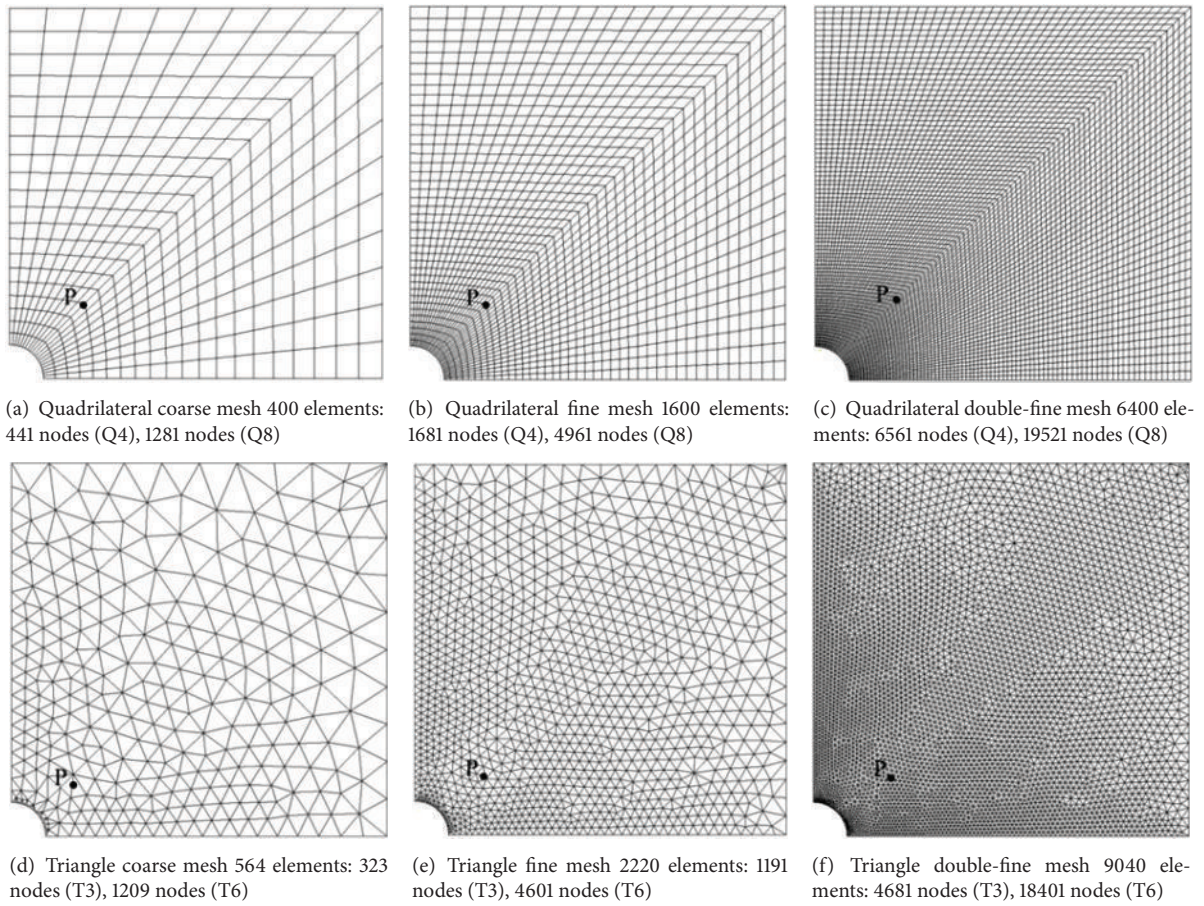 P
P
P
(a) Quadrilateral coarse mesh 400 elements:
441 nodes (Q4), 1281 nodes (Q8)
(b) Quadrilateral fine mesh 1600 elements:
1681 nodes (Q4), 4961 nodes (Q8)
(c) Quadrilateral double-fine mesh 6400 ele-
ments: 6561 nodes (Q4), 19521 nodes (Q8)
P
P
P
(d) Triangle coarse mesh 564 elements: 323
nodes (T3), 1209 nodes (T6)
(e) Triangle fine mesh 2220 elements: 1191
nodes (T3), 4601 nodes (T6)
(f) Triangle double-fine mesh 9040 ele-
ments: 4681 nodes (T3), 18401 nodes (T6)